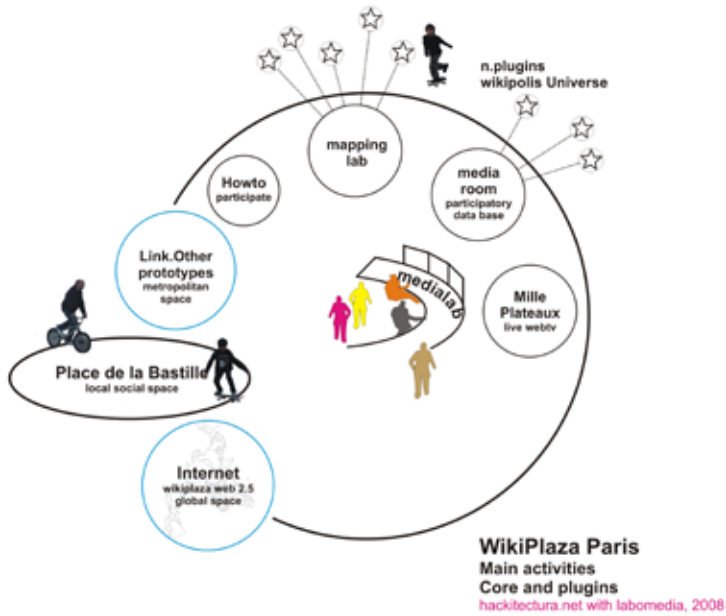 n.plugins
wikipolis Universe
mapping
lab
media
room
participatory
data base
Howto
participate
Link.Other
prototypes
metropolitan
space
medialab
Mille
Plateaux
live webtv
Place de la Bastille
local social space
Internet
wikiplaza web 2.5
global space
WikiPlaza Paris
Main activities
Core and plugins
hackitectura.net with labomedia, 2008